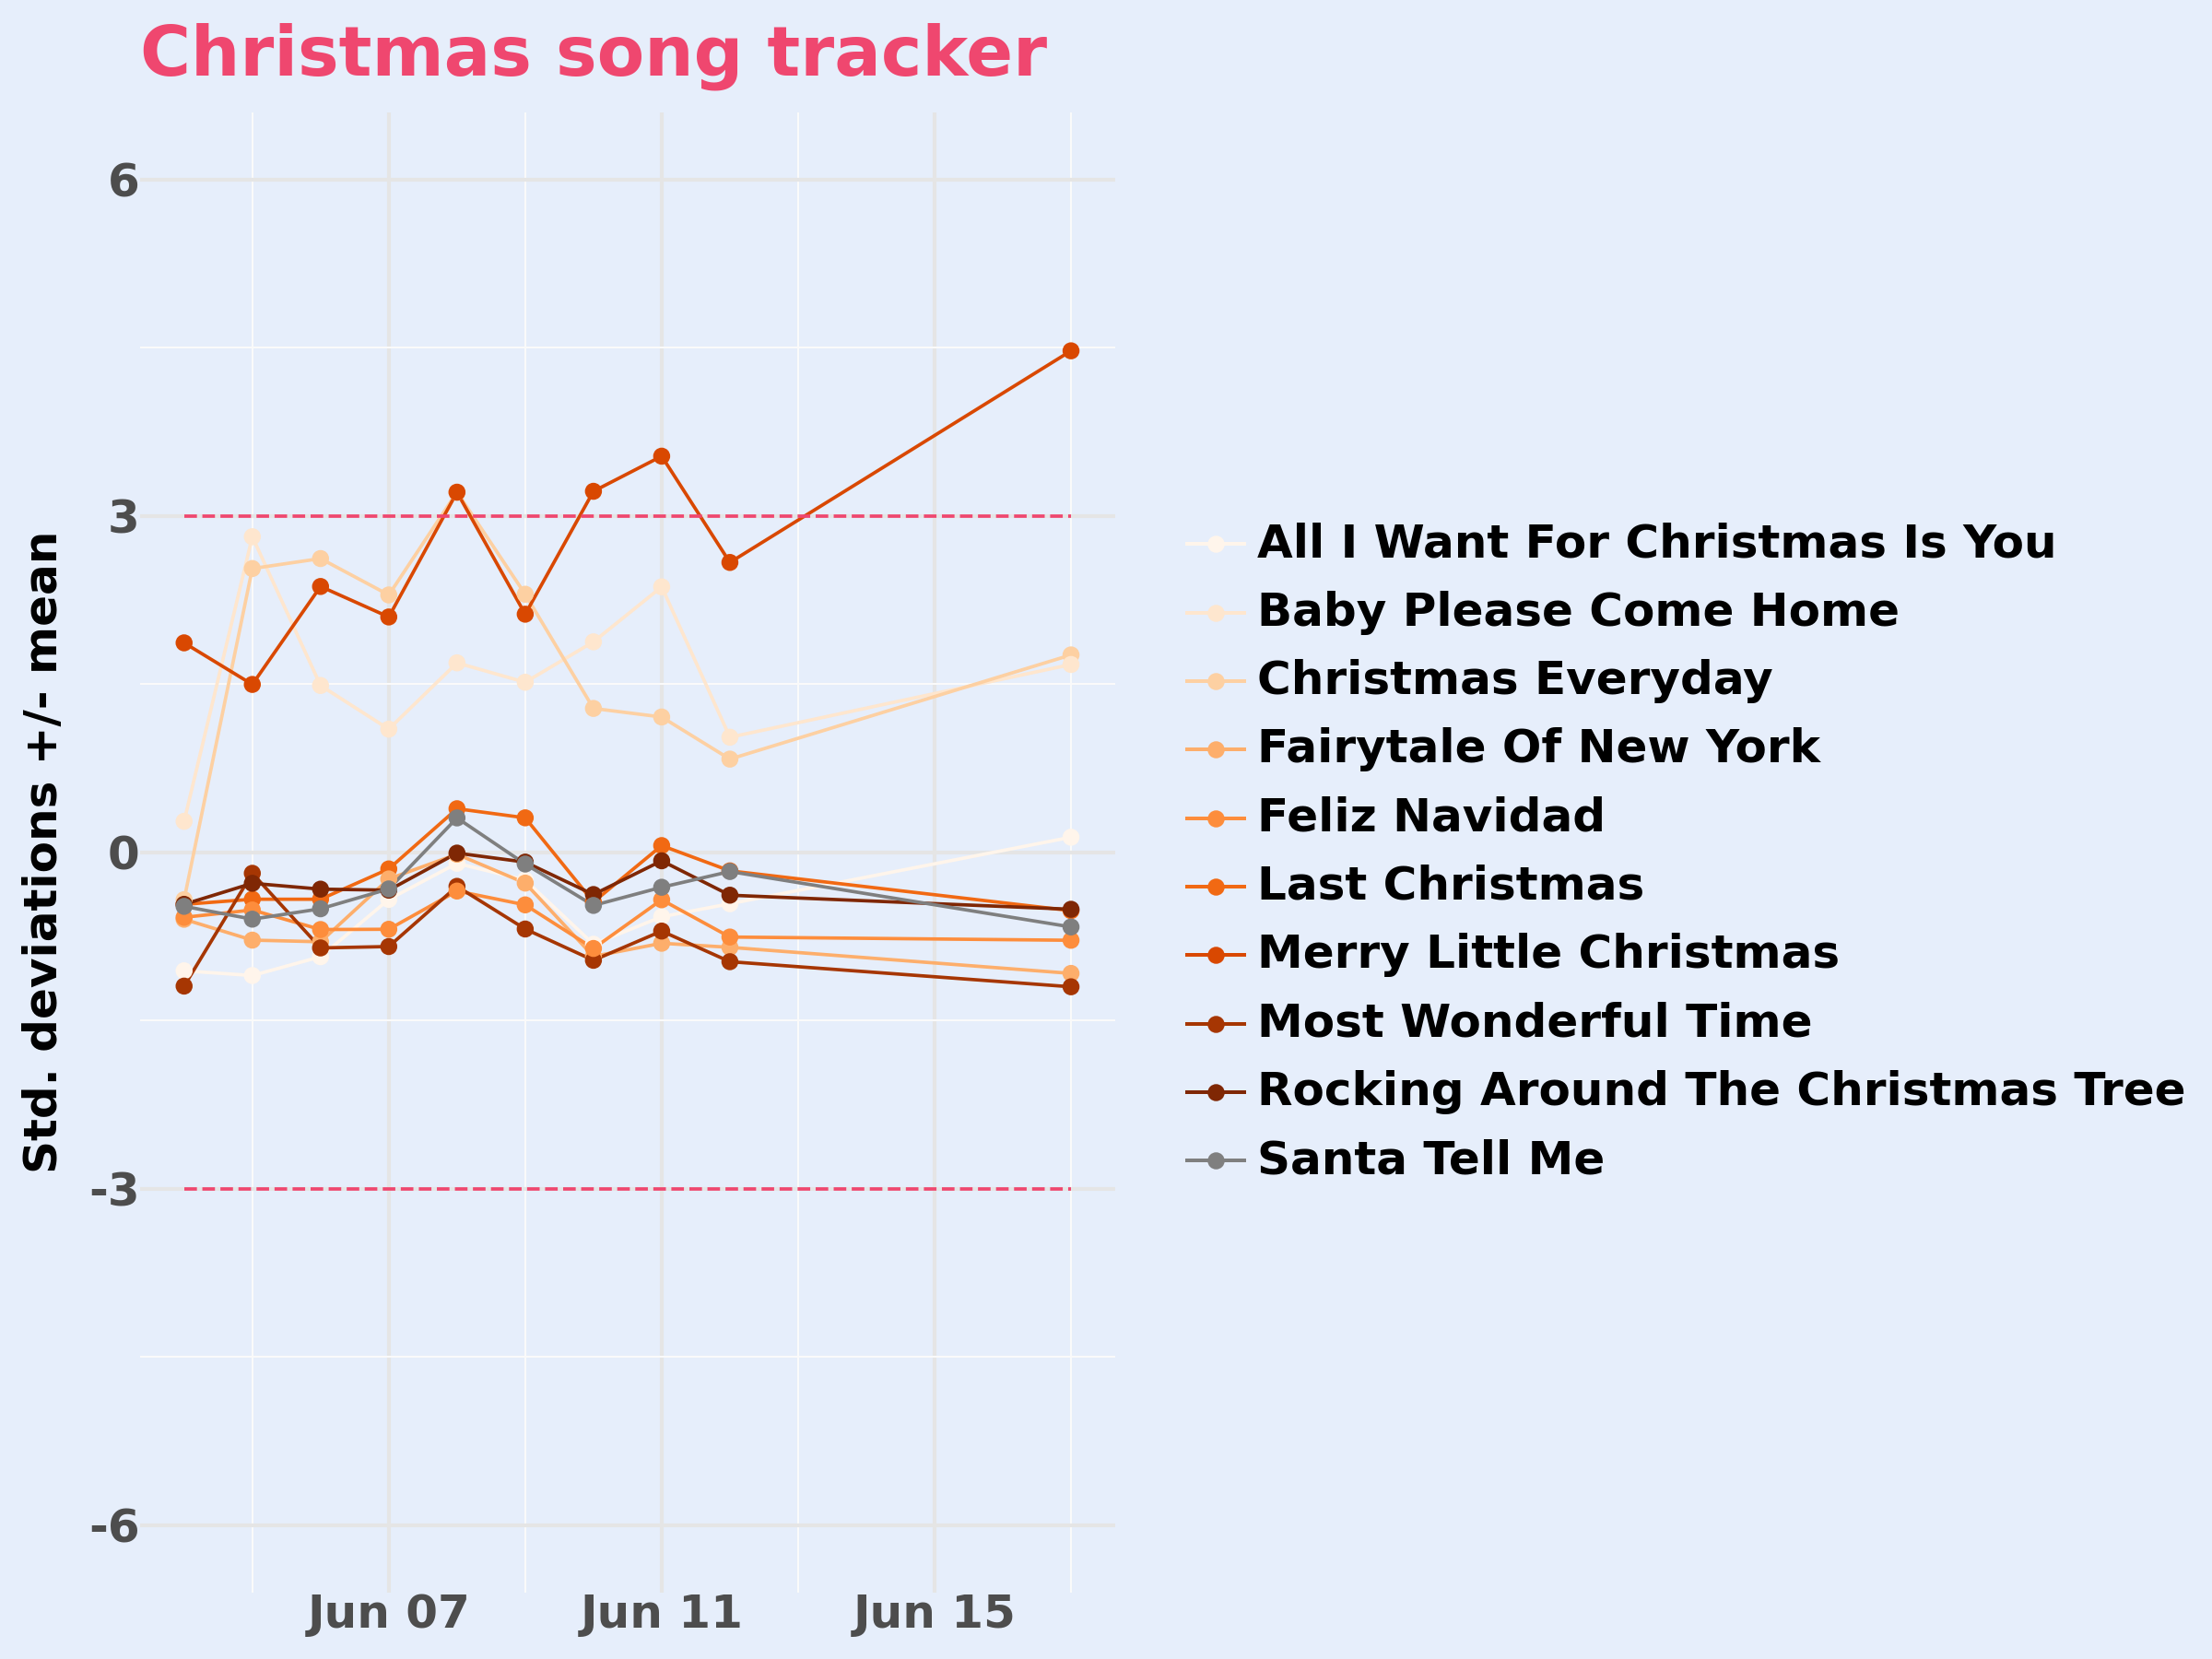 Christmas song tracker
Std. deviations +/- mean
6
3
0
-3
-6
Jun 07
Jun 11
Jun 15
All I Want For Christmas Is You
Baby Please Come Home
Christmas Everyday
Fairytale Of New York
Feliz Navidad
Last Christmas
Merry Little Christmas
Most Wonderful Time
Rocking Around The Christmas Tree
Santa Tell Me